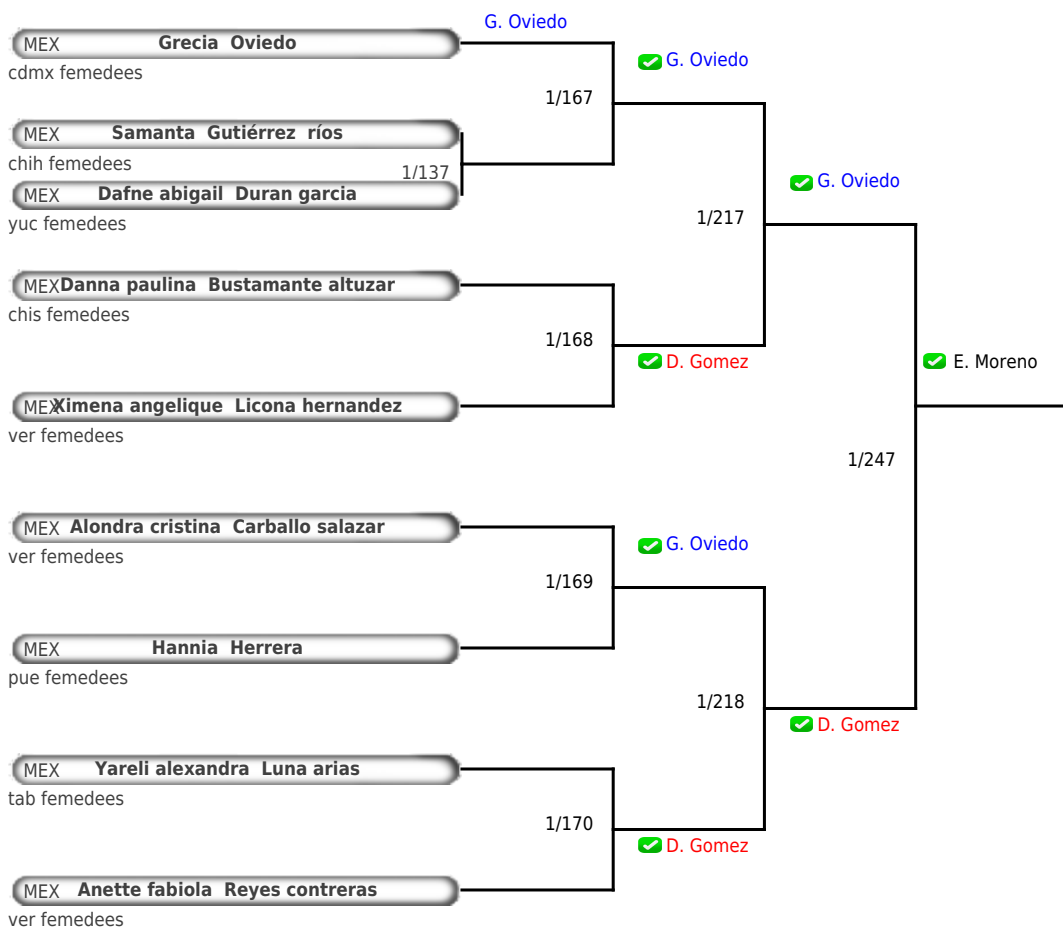 G. Oviedo
MEX Grecia Oviedo
cdmx femedees
G. Oviedo
1/167
MEX Samanta Gutiérrez ríos
chih femedees
1/137
MEX Dafne abigail Duran garcia
yuc femedees
G. Oviedo
1/217
MEX Danna paulina Bustamante altuzar
chis femedees
1/168
D. Gomez
E. Moreno
MEX Ximena angelique Licona hernandez
ver femedees
1/247
MEX Alondra cristina Carballo salazar
ver femedees
G. Oviedo
1/169
MEX Hannia Herrera
pue femedees
1/218
D. Gomez
MEX Yareli alexandra Luna arias
tab femedees
1/170
D. Gomez
MEX Anette fabiola Reyes contreras
ver femedees